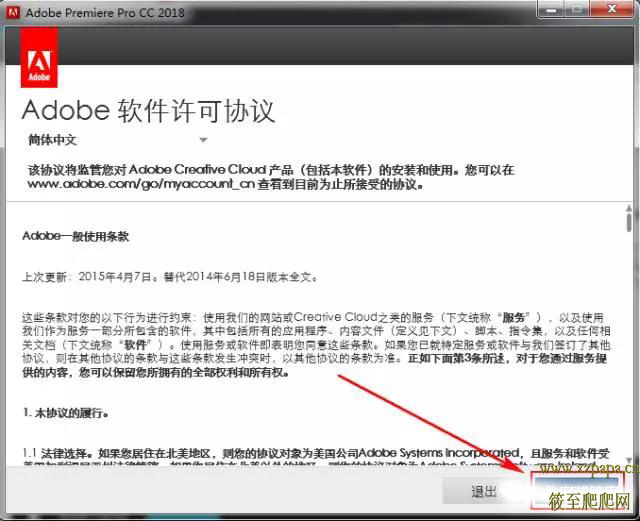 Adobe Premiere Pro CC 2018
Adobe
Adobe 软件许可协议
简体中文
该协议将监管您对 Adobe Creative Cloud 产品（包括本软件）的安装和使用。您可以在
www.adobe.com/go/myaccount_cn 查看到目前为止所接受的协议。
Adobe一般使用条款
上次更新：2015年4月7日。替代2014年6月18日版本全文。
这些条款对您的以下行为进行约束：使用我们的网站或Creative Cloud之类的服务（下文统称“服务”），以及使用
我们作为服务一部分所包含的软件，其中包括所有的应用程序、内容文件（定义见下文）、脚本、指令集，以及任何相
关文档（下文统称“软件”）。使用服务或软件即表明您同意这些条款。如果您已就特定服务或软件与我们签订了其他
协议，则在其他协议的条款与这些条款发生冲突时，以其他协议的条款为准。正如下面第3条所述，对于您通过服务提
供的内容，您可以保留您所拥有的全部权利和所有权。
1. 本协议的履行。
1.1 法律选择。如果您居住在北美地区，则您的协议对象为美国公司Adobe Systems Incorporated，且服务和软件受
www.xzpapa.cn
退出
筱至爬爬网